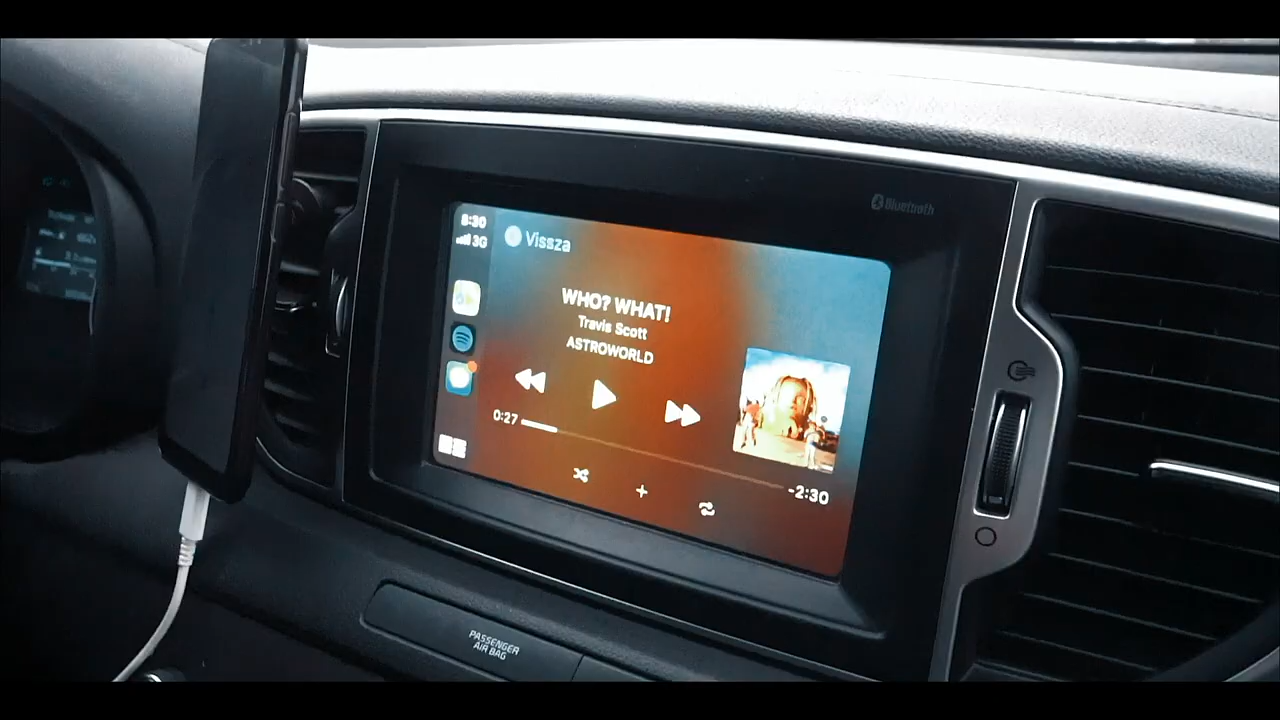 Bluetooth
8:30
3G
Vissza
WHO? WHAT!
Travis Scott
ASTROWORLD
0:27
-2:30
PASSENGER
AIR BAG